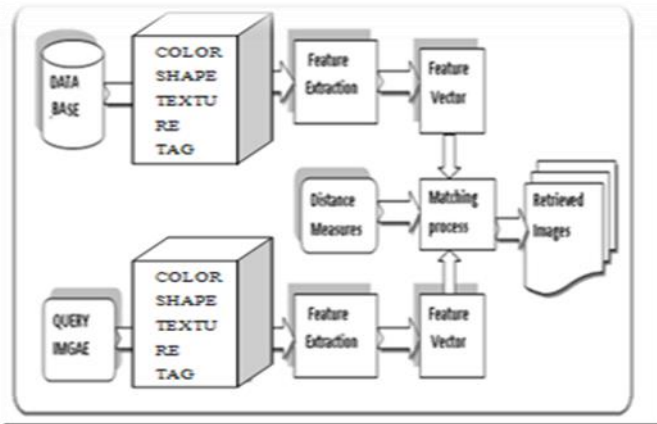 DATA
BASE
COLOR
SHAPE
TEXTU
RE
TAG
Feature
Extraction
Feature
Vector
Distance
Measures
Matching
process
Retrieved
Images
QUERY
IMGAE
COLOR
SHAPE
TEXTU
RE
TAG
Feature
Extraction
Feature
Vector